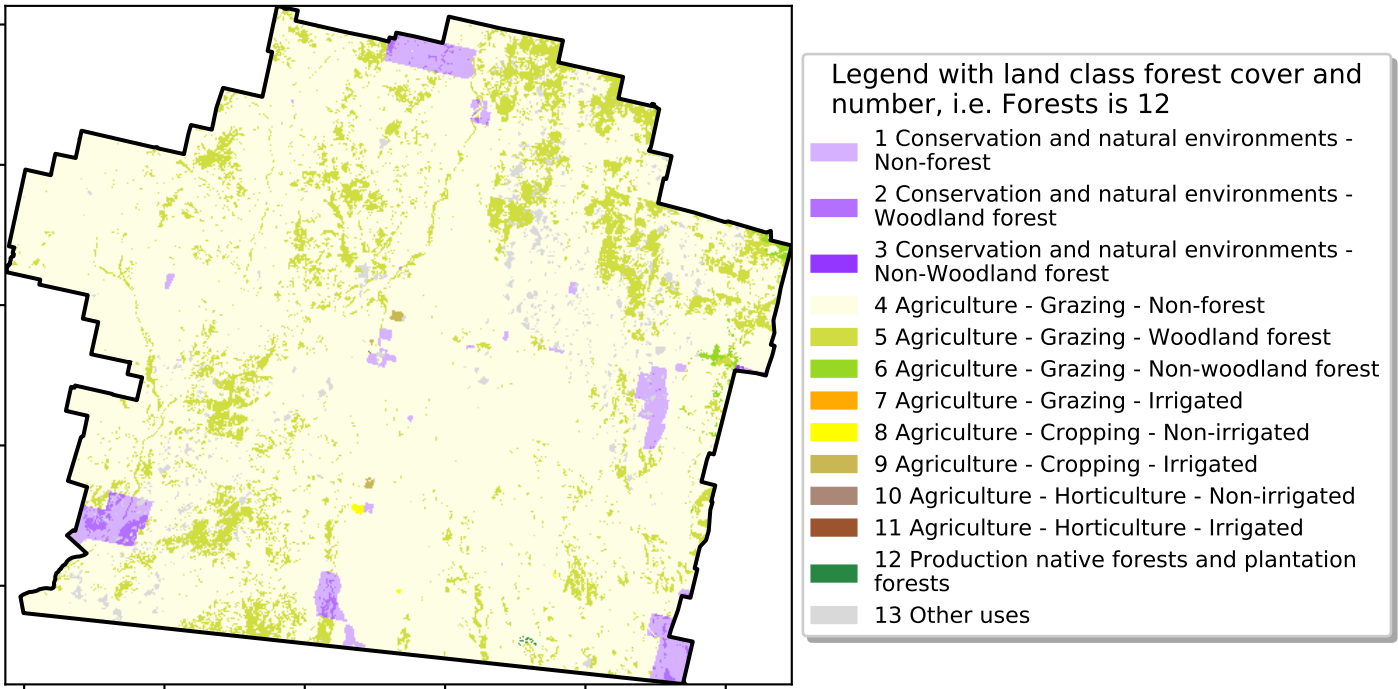 Legend with land class forest cover and
number, i.e. Forests is 12
1 Conservation and natural environments -
Non-forest
2 Conservation and natural environments -
Woodland forest
3 Conservation and natural environments -
Non-Woodland forest
4 Agriculture - Grazing - Non-forest
5 Agriculture - Grazing - Woodland forest
6 Agriculture - Grazing - Non-woodland forest
7 Agriculture - Grazing - Irrigated
8 Agriculture - Cropping - Non-irrigated
9 Agriculture - Cropping - Irrigated
10 Agriculture - Horticulture - Non-irrigated
11 Agriculture - Horticulture - Irrigated
12 Production native forests and plantation
forests
13 Other uses